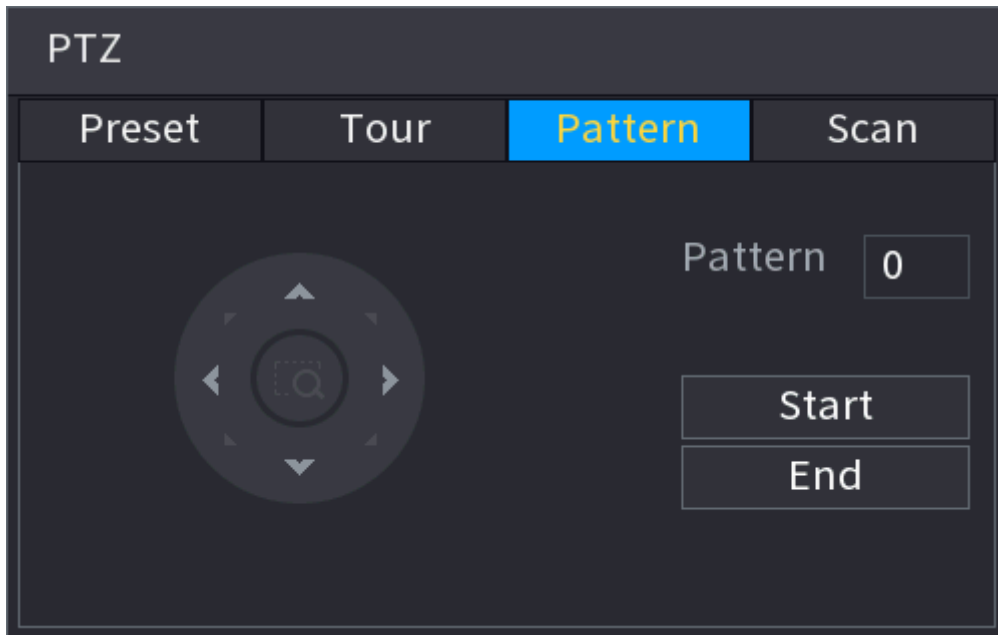 PTZ
Preset Tour Pattern Scan
Pattern 0
Start
End